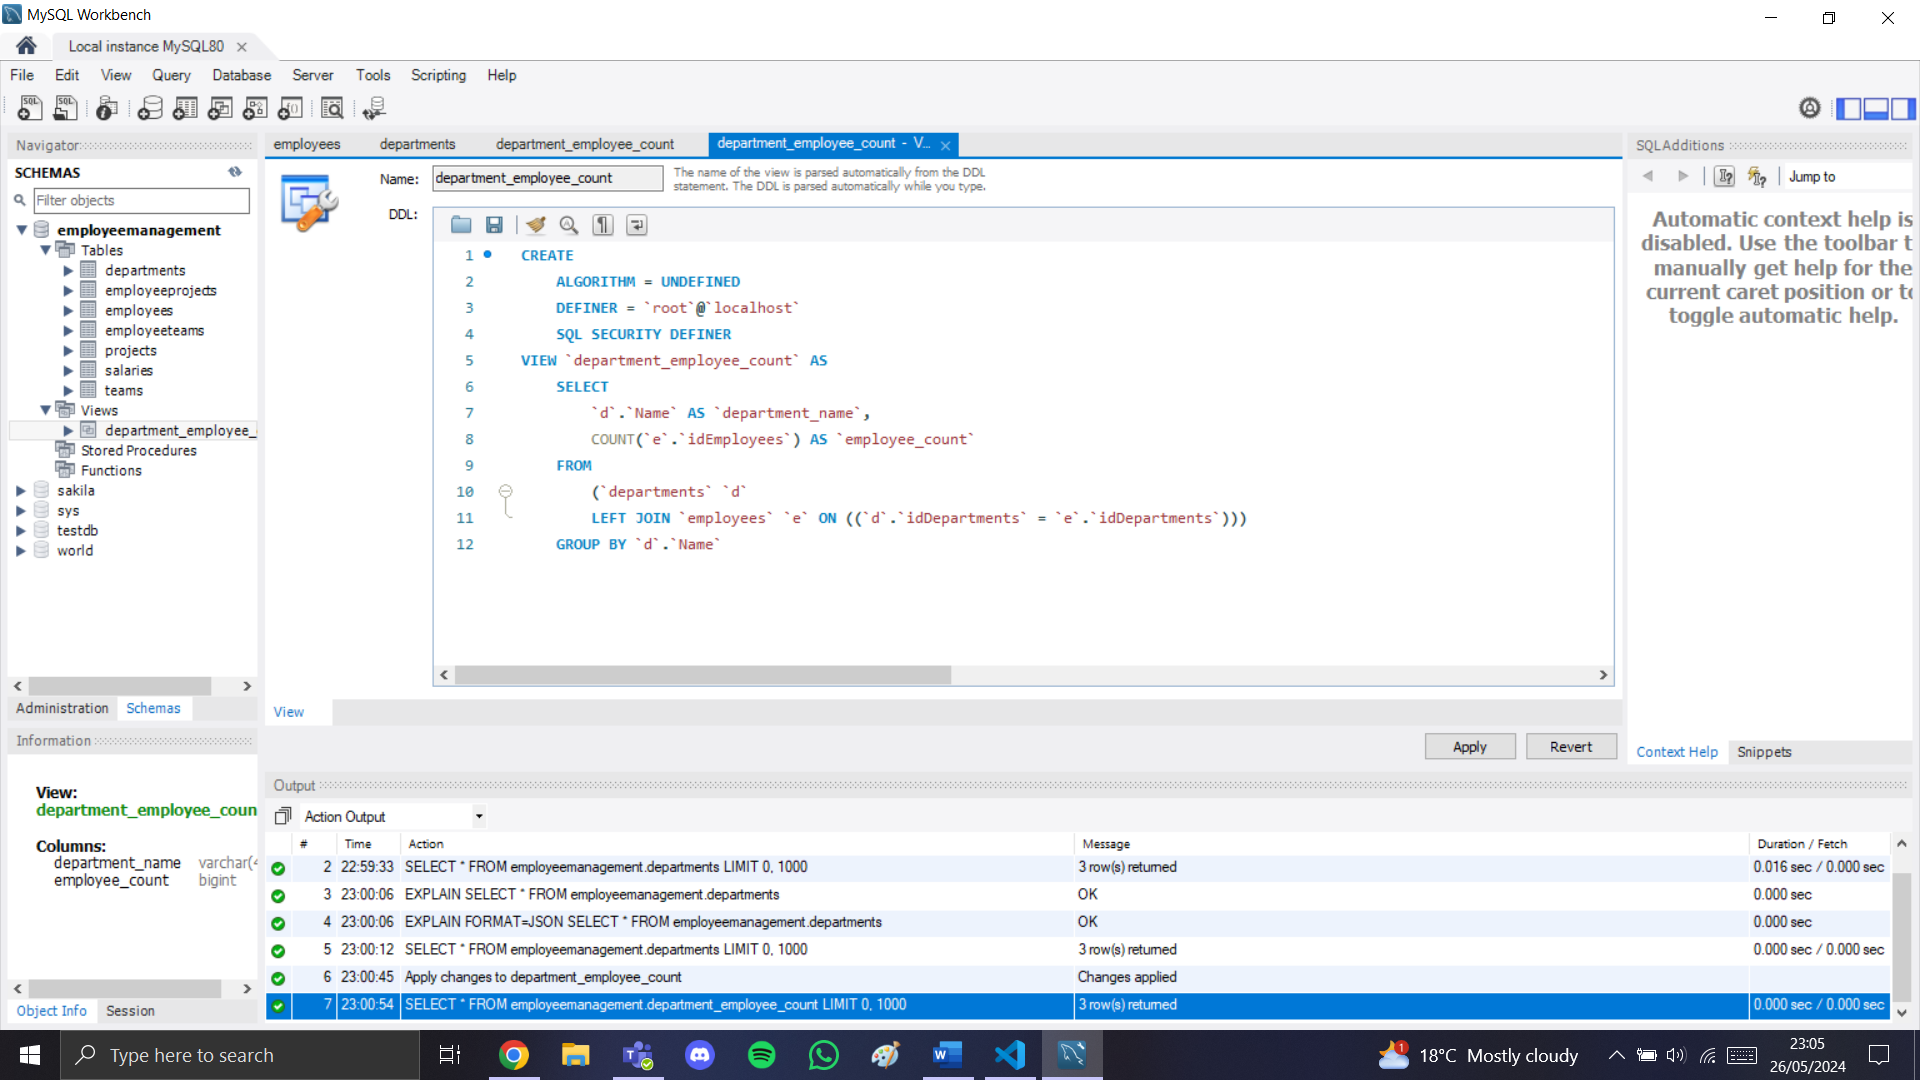 MySQL Workbench
Local instance MySQL80
File Edit View Query Database Server Tools Scripting Help
Navigator
SCHEMAS
Filter objects
employeemanagement
Tables
departments
employeeprojects
employees
employeeteams
projects
salaries
teams
Views
department_employee_
Stored Procedures
Functions
sakila
sys
testdb
world
Administration Schemas
Information
View:
department_employee_coun
Columns:
department_name varchar(4
employee_count bigint
Object Info Session
employees departments department_employee_count department_employee_count - V...
Name: department_employee_count
The name of the view is parsed automatically from the DDL
statement. The DDL is parsed automatically while you type.
DDL:
1 CREATE
2 ALGORITHM = UNDEFINED
3 DEFINER = `root`@`localhost`
4 SQL SECURITY DEFINER
5 VIEW `department_employee_count` AS
6 SELECT
7 `d`.`Name` AS `department_name`,
8 COUNT(`e`.`idEmployees`) AS `employee_count`
9 FROM
10 (`departments` `d`
11 LEFT JOIN `employees` `e` ON ((`d`.`idDepartments` = `e`.`idDepartments`)))
12 GROUP BY `d`.`Name`
View
Apply Revert
SQLAdditions
Jump to
Automatic context help is
disabled. Use the toolbar t
manually get help for the
current caret position or to
toggle automatic help.
Context Help Snippets
Output
Action Output
# Time Action Message Duration / Fetch
2 22:59:33 SELECT * FROM employeemanagement.departments LIMIT 0, 1000 3 row(s) returned 0.016 sec / 0.000 sec
3 23:00:06 EXPLAIN SELECT * FROM employeemanagement.departments OK 0.000 sec
4 23:00:06 EXPLAIN FORMAT=JSON SELECT * FROM employeemanagement.departments OK 0.000 sec
5 23:00:12 SELECT * FROM employeemanagement.departments LIMIT 0, 1000 3 row(s) returned 0.000 sec / 0.000 sec
6 23:00:45 Apply changes to department_employee_count Changes applied
7 23:00:54 SELECT * FROM employeemanagement.department_employee_count LIMIT 0, 1000 3 row(s) returned 0.000 sec / 0.000 sec
Type here to search
1
18°C Mostly cloudy
23:05
26/05/2024